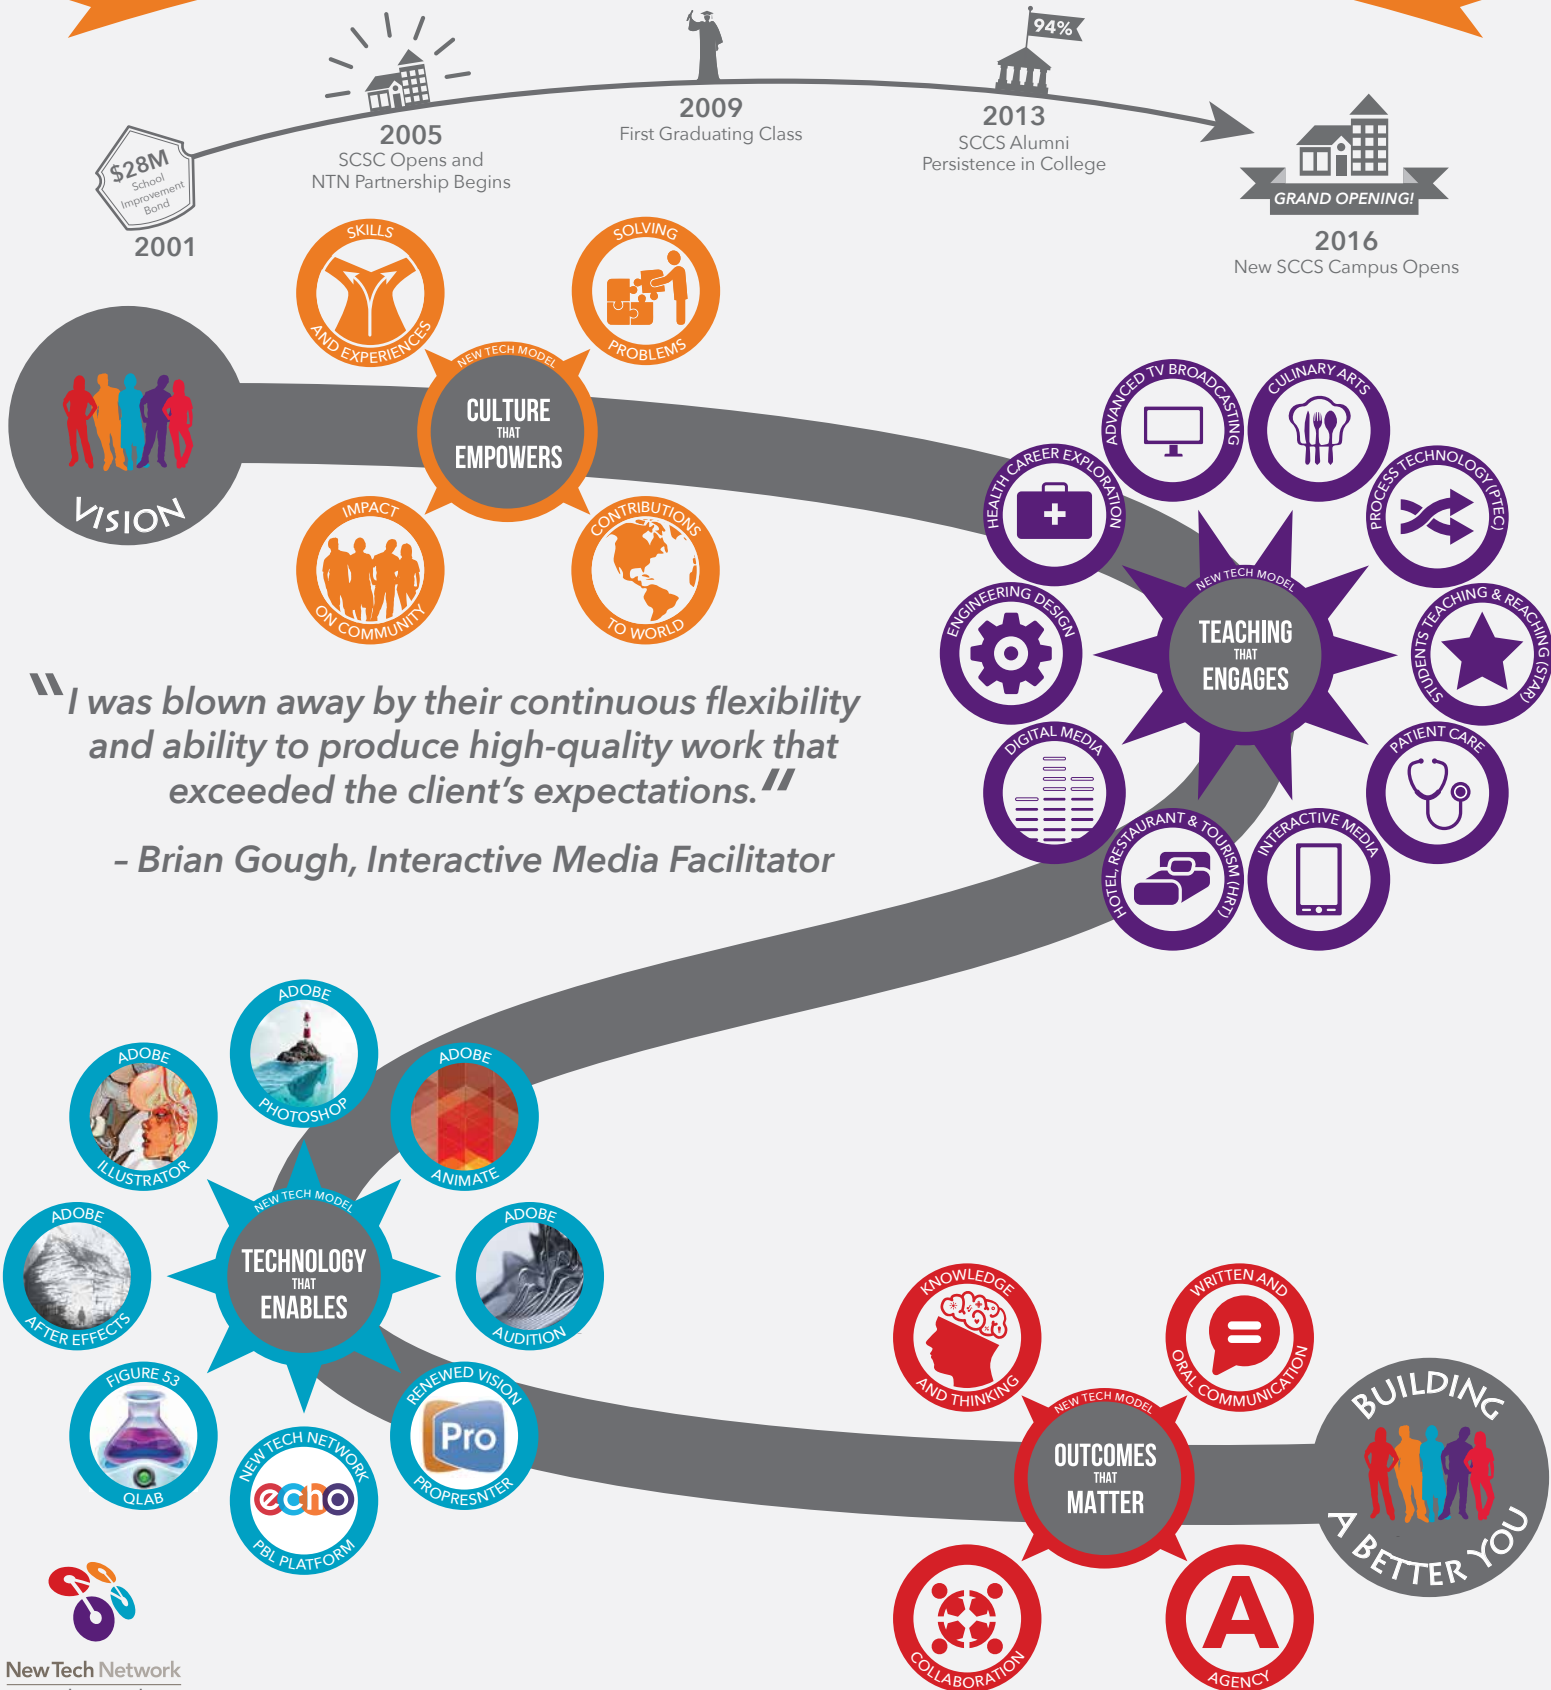 94%
$28M
School
Improvement
Bond
2001
2005
SCSC Opens and
NTN Partnership Begins
2009
First Graduating Class
2013
SCCS Alumni
Persistence in College
GRAND OPENING!
2016
New SCCS Campus Opens
VISION
SKILLS
AND EXPERIENCES
SOLVING
PROBLEMS
NEW TECH MODEL
CULTURE
THAT
EMPOWERS
IMPACT
ON COMMUNITY
CONTRIBUTIONS
TO WORLD
ADVANCED TV BROADCASTING
CULINARY ARTS
HEALTH CAREER EXPLORATION
PROCESS TECHNOLOGY (PTEC)
ENGINEERING DESIGN
NEW TECH MODEL
TEACHING
THAT
ENGAGES
STUDENTS TEACHING & REACHING (STAR)
DIGITAL MEDIA
PATIENT CARE
HOTEL, RESTAURANT & TOURISM (HRT)
INTERACTIVE MEDIA
"I was blown away by their continuous flexibility
and ability to produce high-quality work that
exceeded the client's expectations."
– Brian Gough, Interactive Media Facilitator
ADOBE
PHOTOSHOP
ADOBE
ILLUSTRATOR
ADOBE
ANIMATE
ADOBE
AFTER EFFECTS
NEW TECH MODEL
TECHNOLOGY
THAT
ENABLES
ADOBE
AUDITION
FIGURE 53
QLAB
NEW TECH NETWORK
echo
PBL PLATFORM
RENEWED VISION
Pro
PROPRESNTER
KNOWLEDGE
AND THINKING
WRITTEN AND
ORAL COMMUNICATION
NEW TECH MODEL
OUTCOMES
THAT
MATTER
COLLABORATION
A
AGENCY
BUILDING
A BETTER YOU
New Tech Network